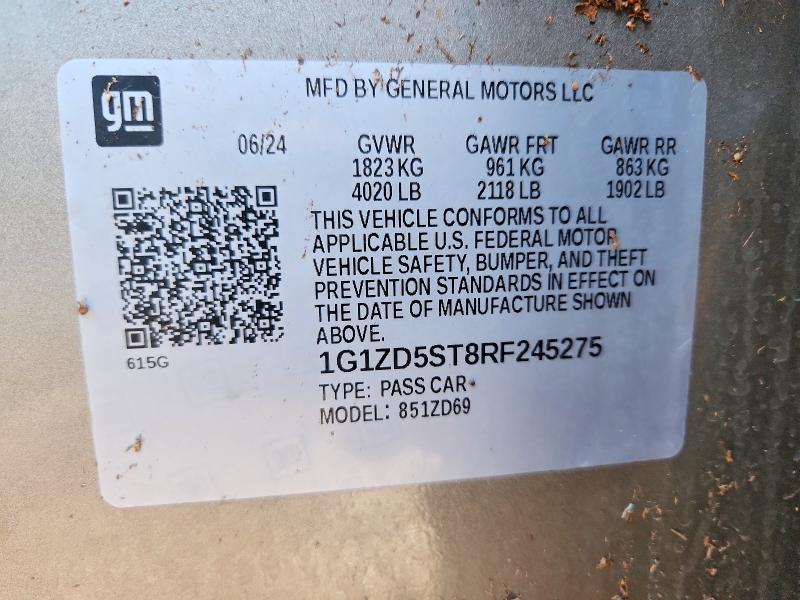 gm
MFD BY GENERAL MOTORS LLC
06/24 GVWR GAWR FRT GAWR RR
1823 KG 961 KG 863 KG
4020 LB 2118 LB 1902 LB
THIS VEHICLE CONFORMS TO ALL
APPLICABLE U.S. FEDERAL MOTOR
VEHICLE SAFETY, BUMPER, AND THEFT
PREVENTION STANDARDS IN EFFECT ON
THE DATE OF MANUFACTURE SHOWN
ABOVE.
615G
1G1ZD5ST8RF245275
TYPE: PASS CAR
MODEL: 851ZD69